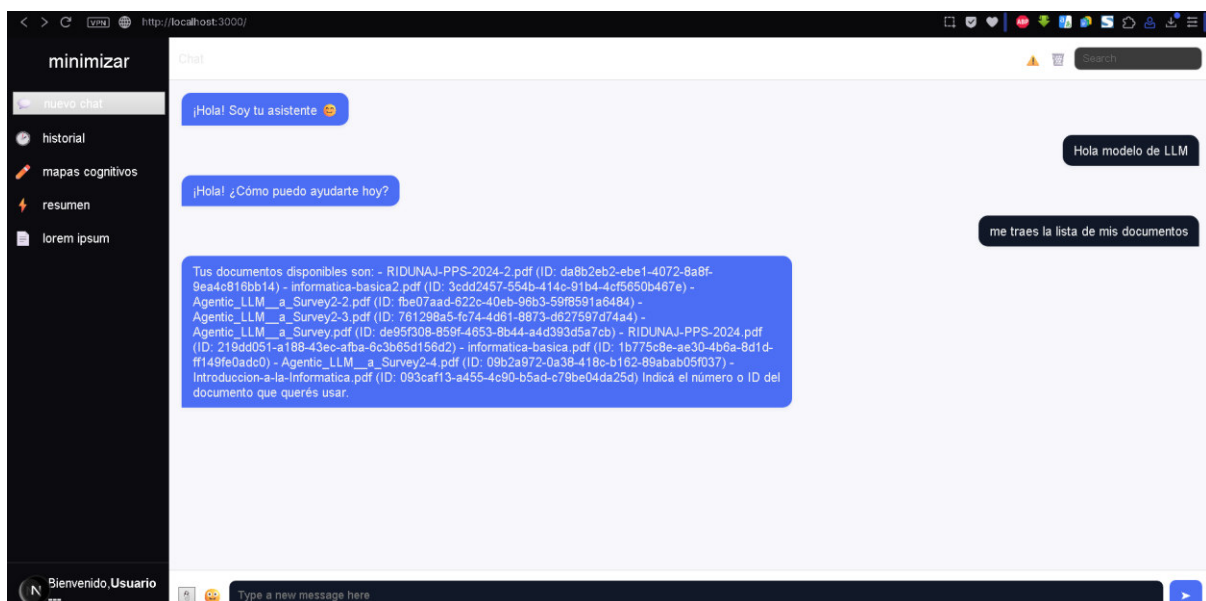 VPN http://localhost:3000/
minimizar
Chat
Search
nuevo chat
historial
mapas cognitivos
resumen
lorem ipsum
¡Hola! Soy tu asistente 😊
Hola modelo de LLM
¡Hola! ¿Cómo puedo ayudarte hoy?
me traes la lista de mis documentos
Tus documentos disponibles son: - RIDUNAJ-PPS-2024-2.pdf (ID: da8b2eb2-ebe1-4072-8a8f-
9ea4c816bb14) - informatica-basica2.pdf (ID: 3cdd2457-554b-414c-91b4-4cf5650b467e) -
Agentic_LLM__a_Survey2-2.pdf (ID: fbe07aad-622c-40eb-96b3-59f8591a6484) -
Agentic_LLM__a_Survey2-3.pdf (ID: 761298a5-fc74-4d61-8873-d627597d74a4) -
Agentic_LLM__a_Survey.pdf (ID: de95f308-859f-4653-8b44-a4d393d5a7cb) - RIDUNAJ-PPS-2024.pdf
(ID: 219dd051-a188-43ec-afba-6c3b65d156d2) - informatica-basica.pdf (ID: 1b775c8e-ae30-4b6a-8d1d-
ff149fe0adc0) - Agentic_LLM__a_Survey2-4.pdf (ID: 09b2a972-0a38-418c-b162-89abab05f037) -
Introduccion-a-la-Informatica.pdf (ID: 093caf13-a455-4c90-b5ad-c79be04da25d) Indicá el número o ID del
documento que querés usar.
N
Bienvenido,Usuario
---
Type a new message here